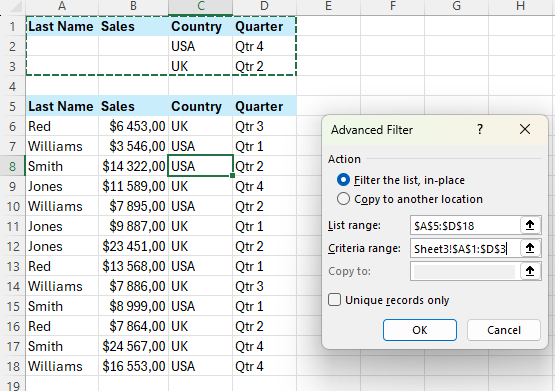 A B C D E F G H
1 Last Name Sales Country Quarter
2 USA Qtr 4
3 UK Qtr 2
4
5 Last Name Sales Country Quarter
6 Red $6 453,00 UK Qtr 3
7 Williams $3 546,00 USA Qtr 1
8 Smith $14 322,00 USA Qtr 2
9 Jones $11 589,00 UK Qtr 4
10 Williams $7 895,00 USA Qtr 2
11 Jones $9 887,00 UK Qtr 1
12 Jones $23 451,00 UK Qtr 2
13 Red $13 568,00 USA Qtr 1
14 Williams $7 886,00 UK Qtr 3
15 Smith $8 999,00 USA Qtr 1
16 Red $7 864,00 UK Qtr 2
17 Smith $24 567,00 UK Qtr 4
18 Williams $16 553,00 USA Qtr 4
19
Advanced Filter ?
Action
Filter the list, in-place
Copy to another location
List range: $A$5:$D$18
Criteria range: Sheet3!$A$1:$D$3
Copy to:
Unique records only
OK Cancel